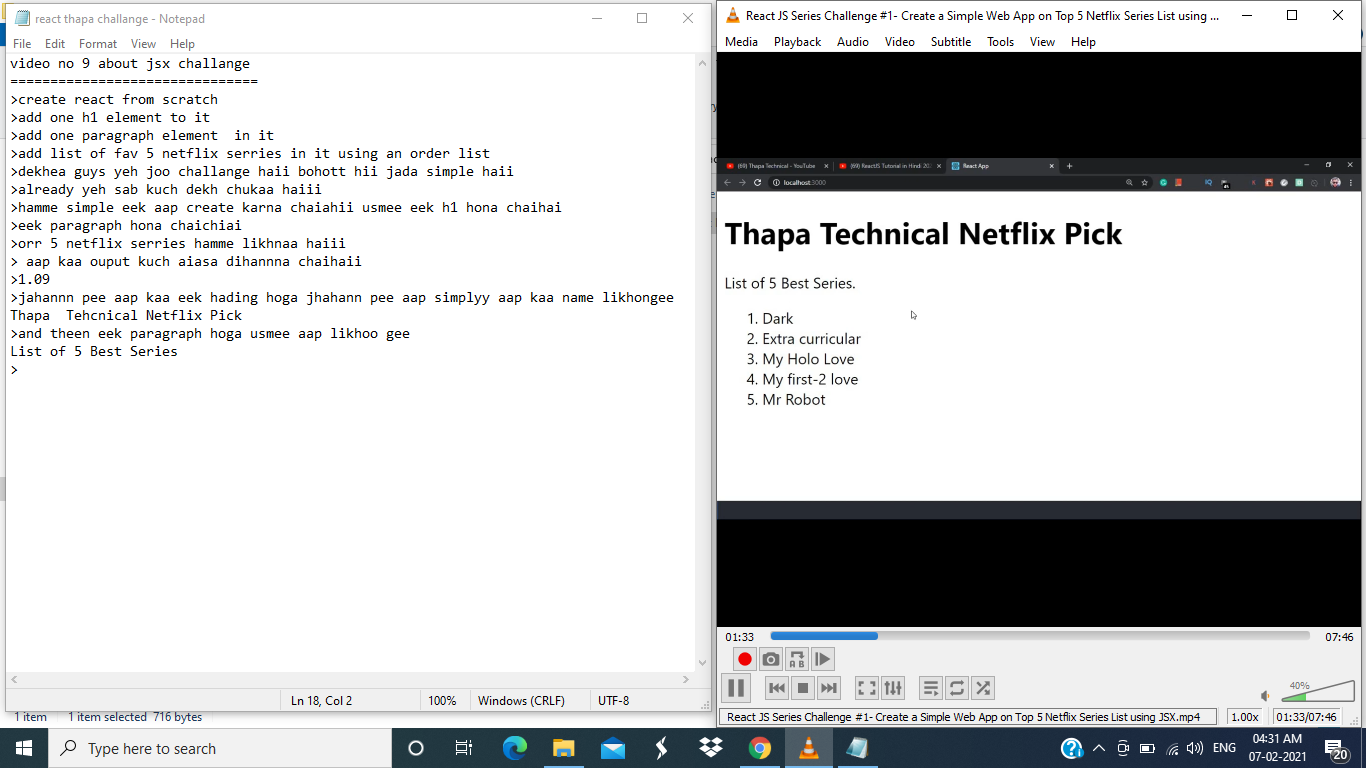 react thapa challange - Notepad
File Edit Format View Help
video no 9 about jsx challange
===============================
>create react from scratch
>add one h1 element to it
>add one paragraph element  in it
>add list of fav 5 netflix serries in it using an order list
>dekhea guys yeh joo challange haii bohott hii jada simple haii
>already yeh sab kuch dekh chukaa haiii
>hamme simple eek aap create karna chaiahii usmee eek h1 hona chaihai
>eek paragraph hona chaichiai
>orr 5 netflix serries hamme likhnaa haiii
> aap kaa ouput kuch aiasa dihannna chaihaii
>1.09
>jahannn pee aap kaa eek hading hoga jhahann pee aap simplyy aap kaa name likhongee
Thapa  Tehcnical Netflix Pick
>and theen eek paragraph hoga usmee aap likhoo gee
List of 5 Best Series
>
Ln 18, Col 2 100% Windows (CRLF) UTF-8
1 item 1 item selected 716 bytes
React JS Series Challenge #1- Create a Simple Web App on Top 5 Netflix Series List using ...
Media Playback Audio Video Subtitle Tools View Help
(69) Thapa Technical - YouTube (69) ReactJS Tutorial in Hindi 20 React App
localhost:3000
Thapa Technical Netflix Pick
List of 5 Best Series.
1. Dark
2. Extra curricular
3. My Holo Love
4. My first-2 love
5. Mr Robot
01:33 07:46
A B
40%
React JS Series Challenge #1- Create a Simple Web App on Top 5 Netflix Series List using JSX.mp4 1.00x 01:33/07:46
Type here to search
ENG 04:31 AM
07-02-2021 20